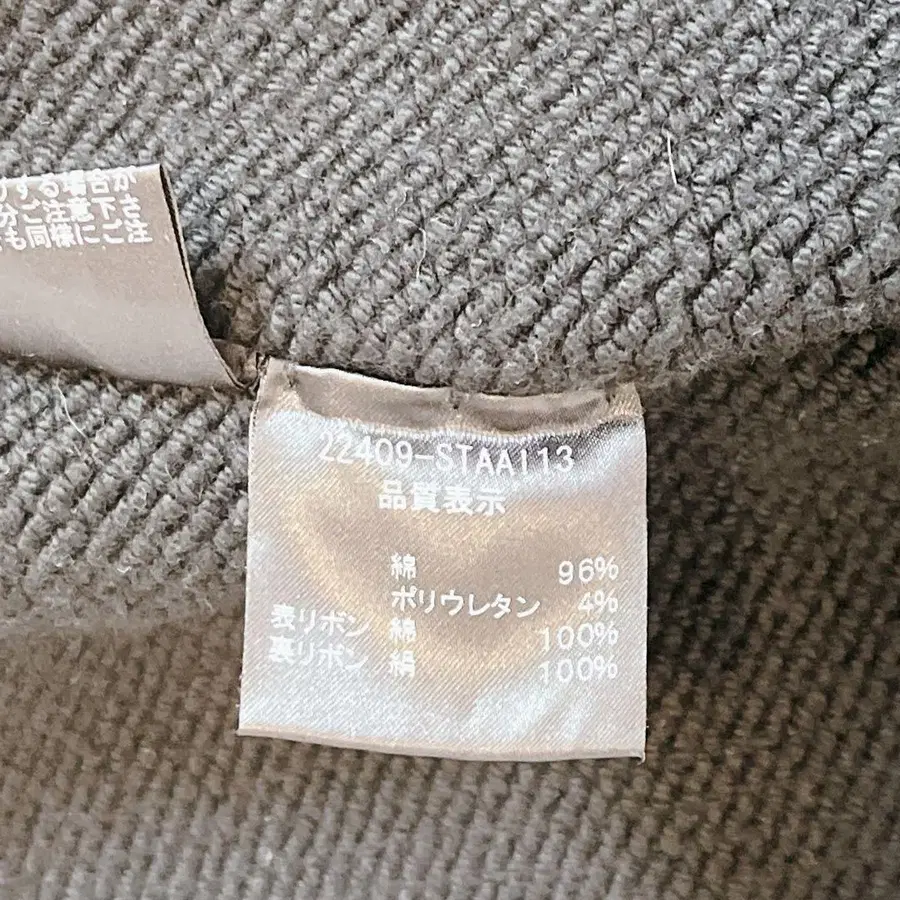 りする場合が
分ご注意下さ
も同様にご注
22409-STAAI13
品質表示
綿 96%
ポリウレタン 4%
表リボン 綿 100%
裏リボン 絹 100%